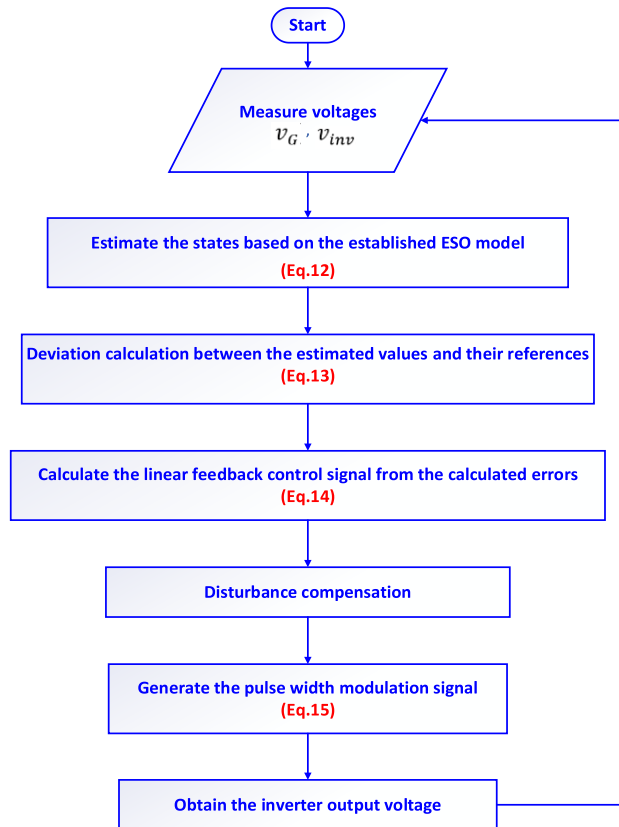 Start
Measure voltages
v_G , v_inv
Estimate the states based on the established ESO model
(Eq.12)
Deviation calculation between the estimated values and their references
(Eq.13)
Calculate the linear feedback control signal from the calculated errors
(Eq.14)
Disturbance compensation
Generate the pulse width modulation signal
(Eq.15)
Obtain the inverter output voltage